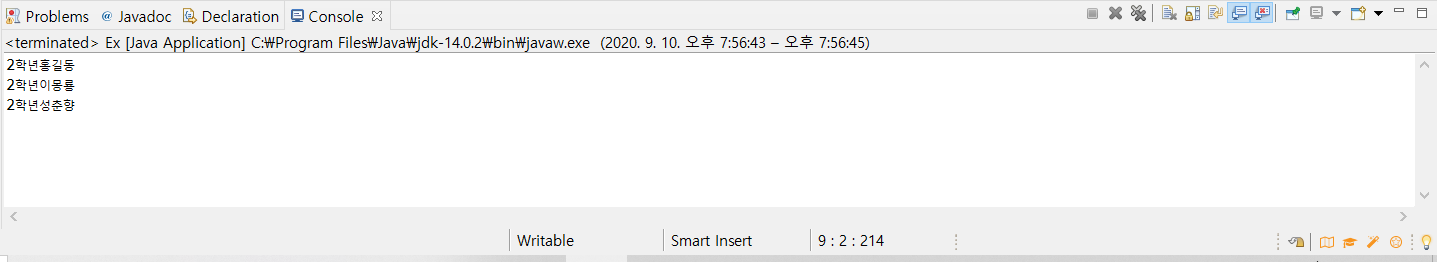 Problems @ Javadoc Declaration Console
<terminated> Ex [Java Application] C:₩Program Files₩Java₩jdk-14.0.2₩bin₩javaw.exe (2020. 9. 10. 오후 7:56:43 – 오후 7:56:45)
2학년홍길동
2학년이몽룡
2학년성춘향
Writable Smart Insert 9 : 2 : 214